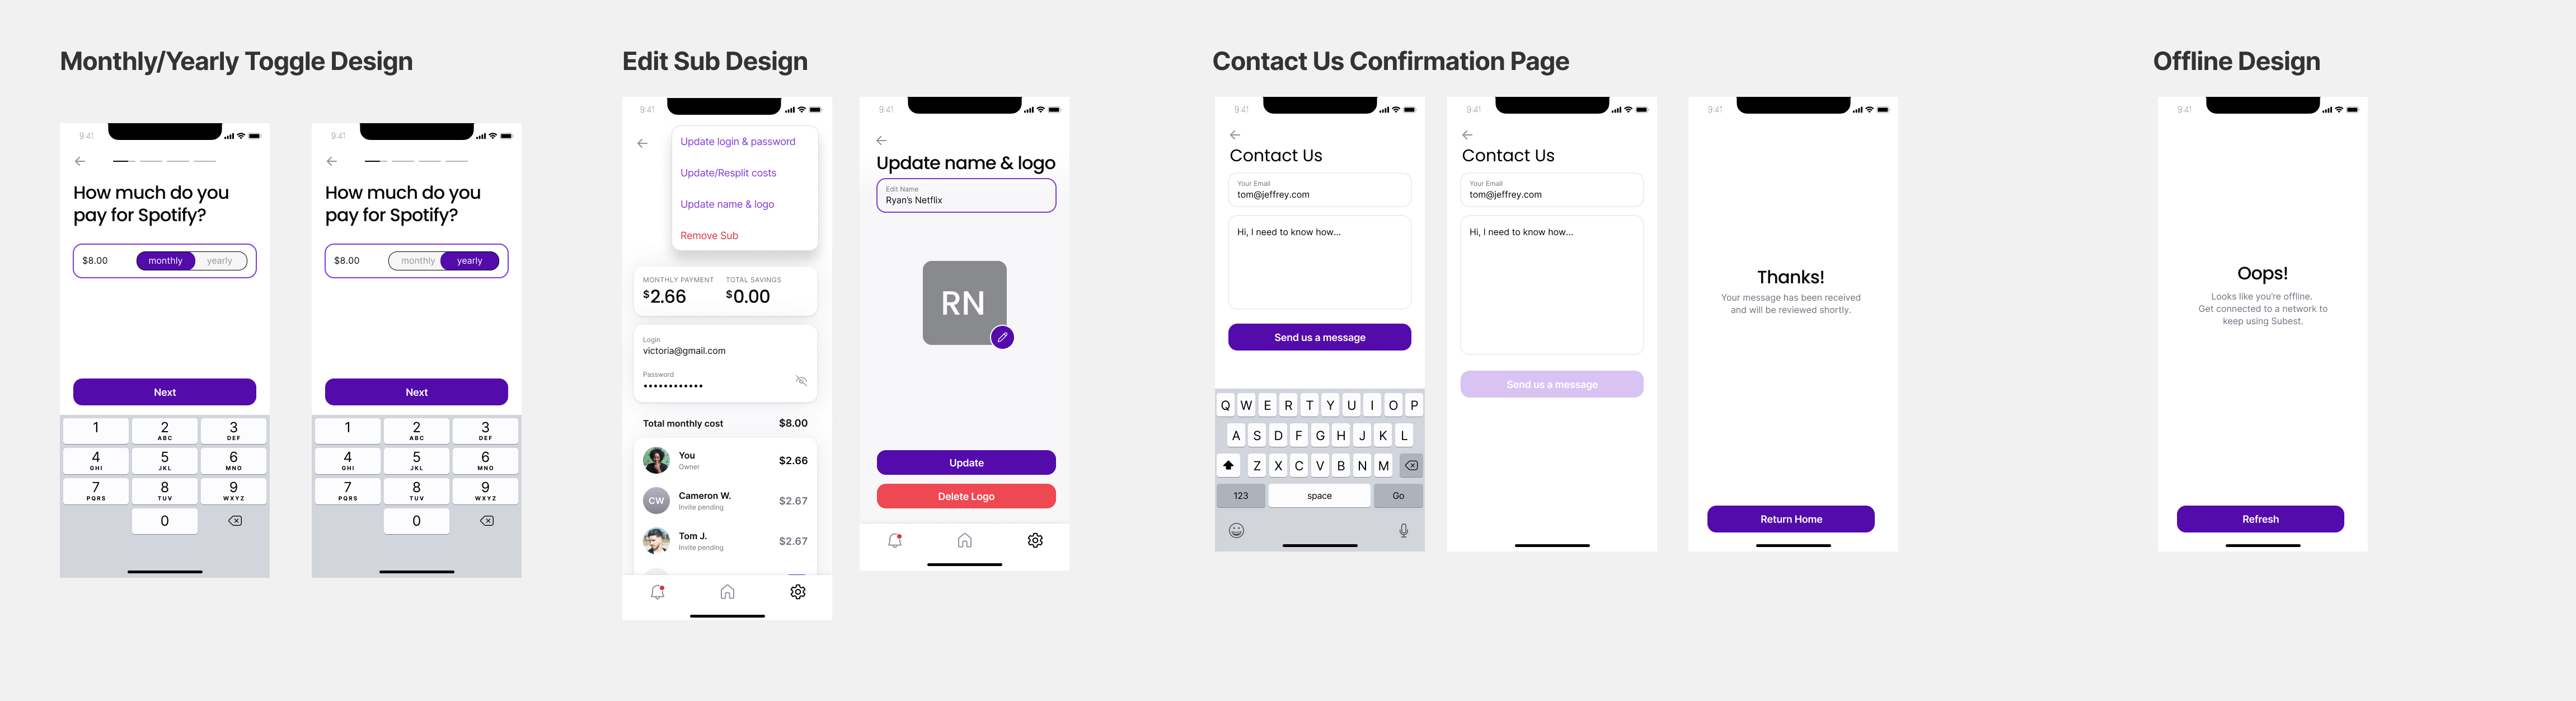 Monthly/Yearly Toggle Design
9:41
How much do you
pay for Spotify?
$8.00 monthly yearly
Next
1 2 ABC 3 DEF
4 GHI 5 JKL 6 MNO
7 PQRS 8 TUV 9 WXYZ
0
9:41
How much do you
pay for Spotify?
$8.00 monthly yearly
Next
1 2 ABC 3 DEF
4 GHI 5 JKL 6 MNO
7 PQRS 8 TUV 9 WXYZ
0
Edit Sub Design
9:41
Update login & password
Update/Resplit costs
Update name & logo
Remove Sub
MONTHLY PAYMENT TOTAL SAVINGS
$2.66 $0.00
Login
victoria@gmail.com
Password
••••••••••••
Total monthly cost $8.00
You $2.66
Owner
CW Cameron W. $2.67
Invite pending
Tom J. $2.67
Invite pending
9:41
Update name & logo
Edit Name
Ryan's Netflix
RN
Update
Delete Logo
Contact Us Confirmation Page
9:41
Contact Us
Your Email
tom@jeffrey.com
Hi, I need to know how...
Send us a message
Q W E R T Y U I O P
A S D F G H J K L
Z X C V B N M
123 space Go
9:41
Contact Us
Your Email
tom@jeffrey.com
Hi, I need to know how...
Send us a message
9:41
Thanks!
Your message has been received
and will be reviewed shortly.
Return Home
Offline Design
9:41
Oops!
Looks like you're offline.
Get connected to a network to
keep using Subest.
Refresh